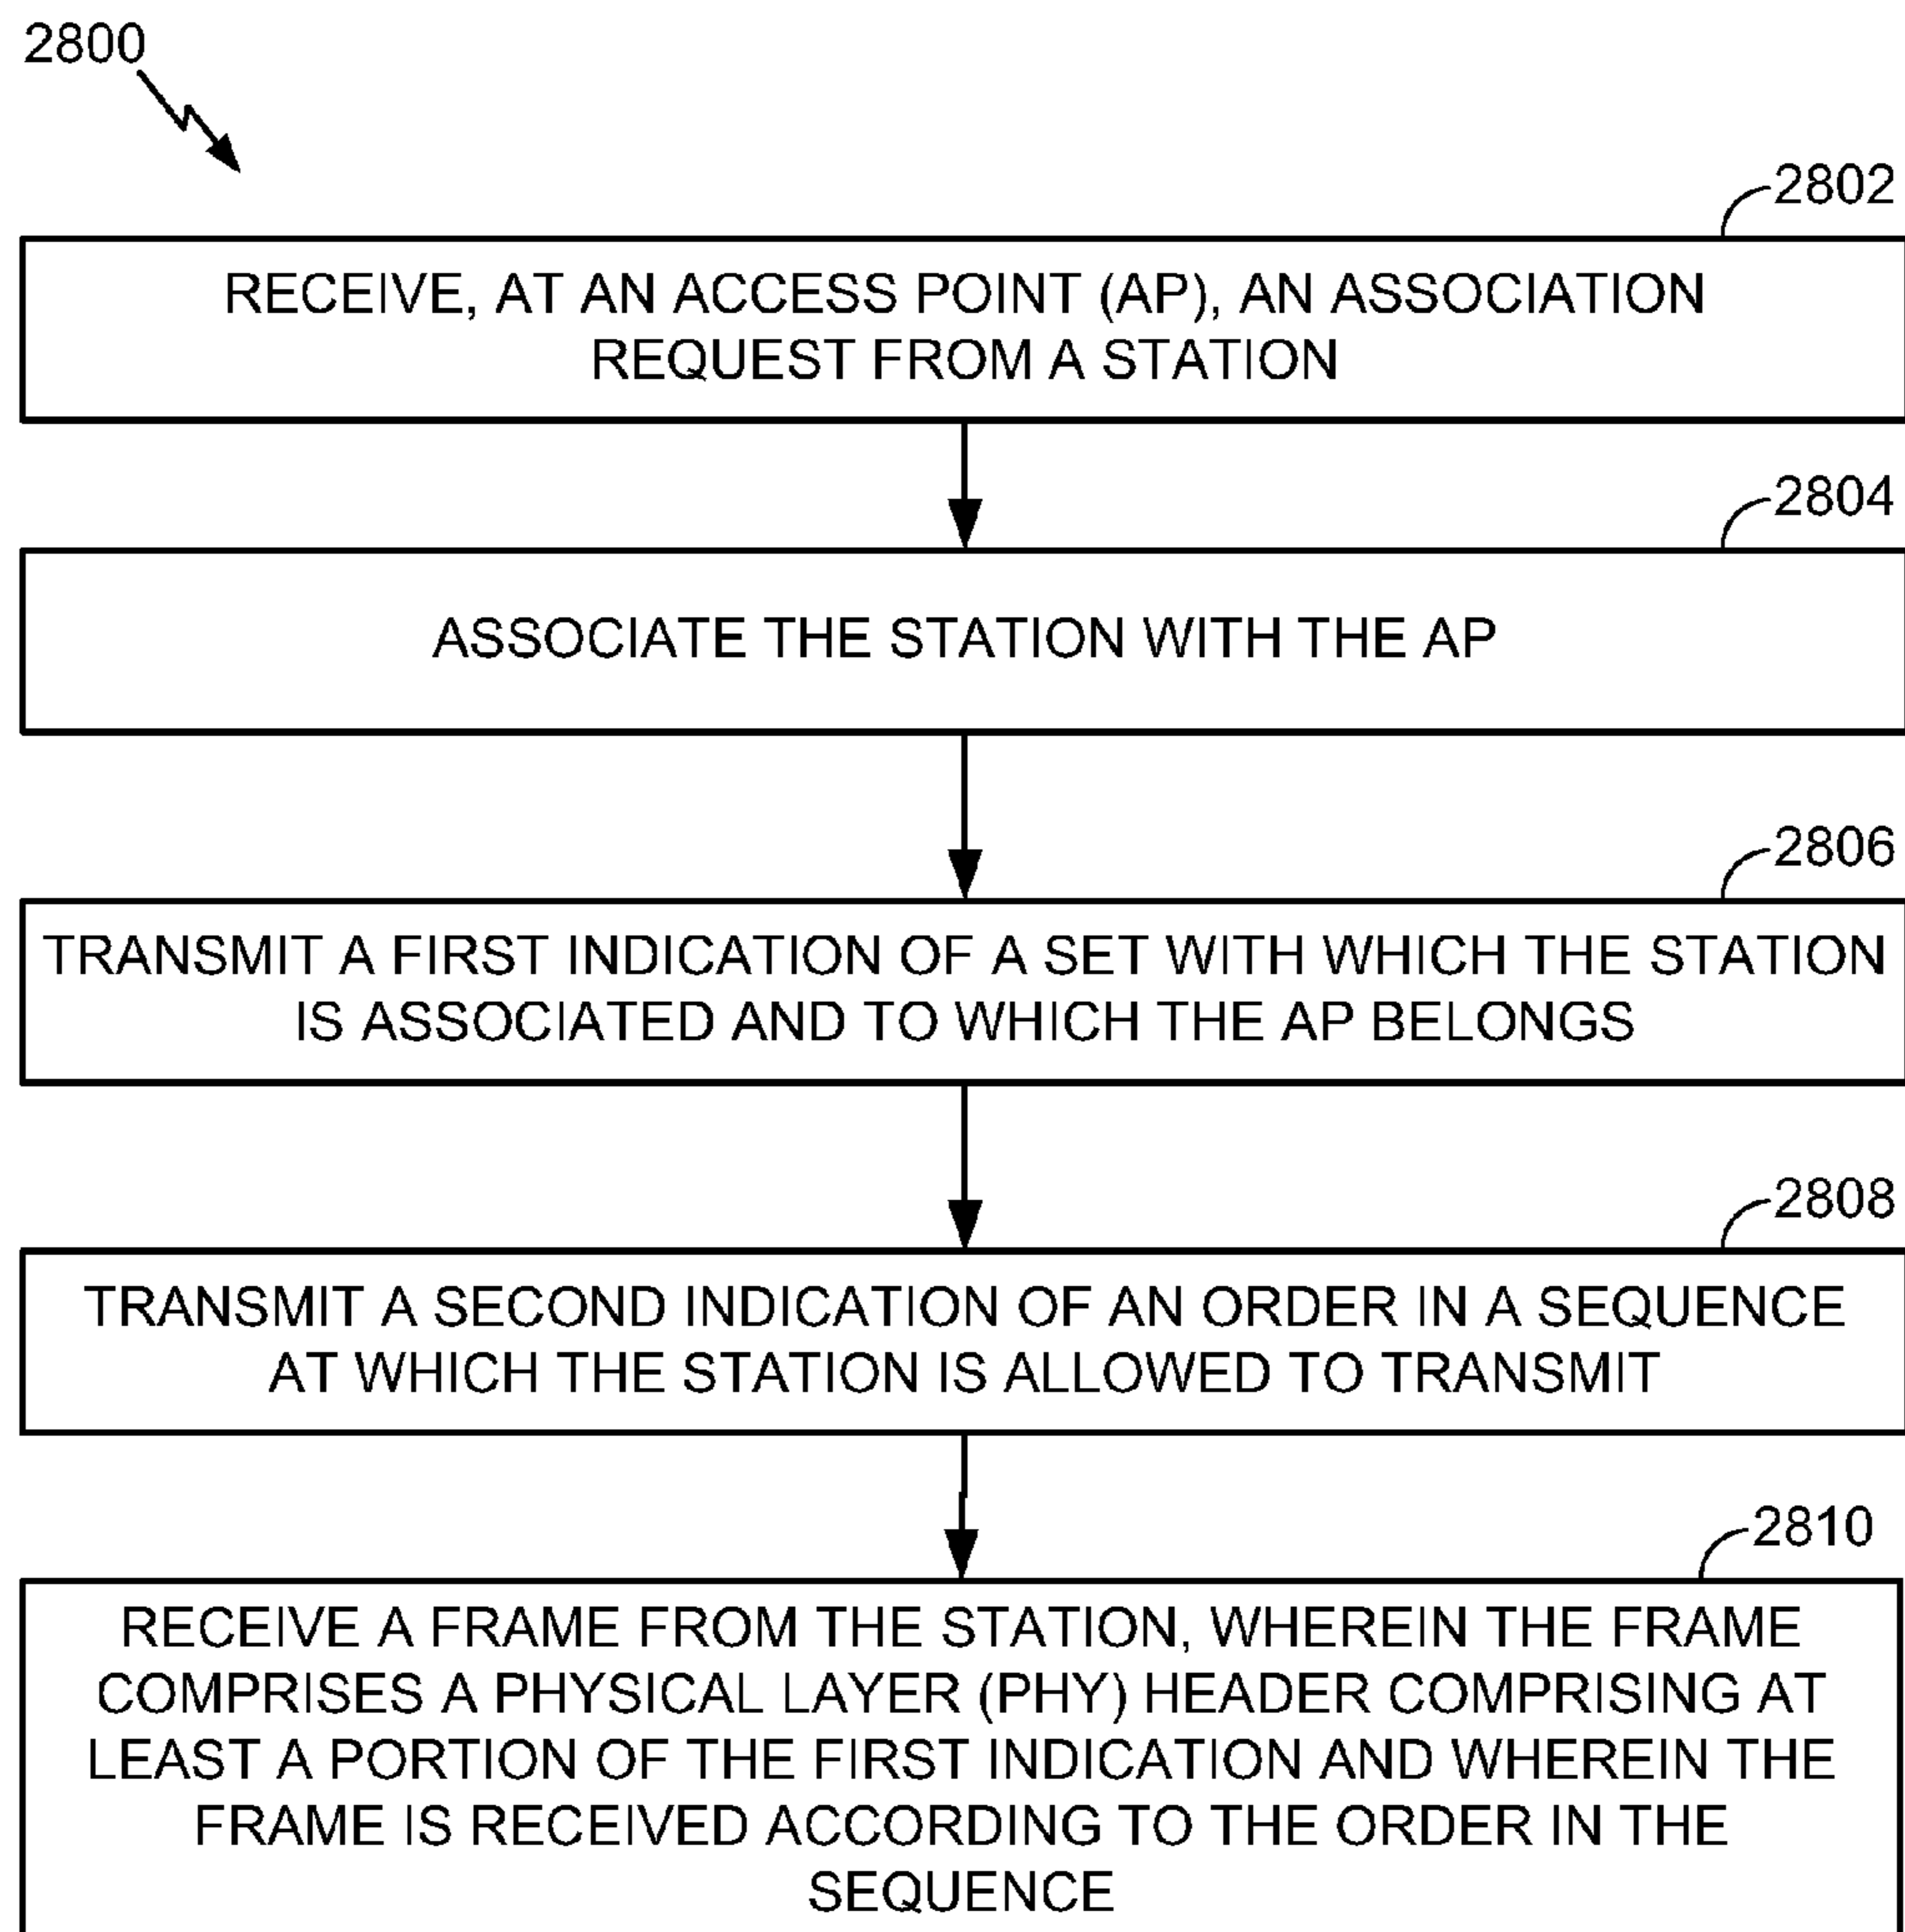 2800
2802
RECEIVE, AT AN ACCESS POINT (AP), AN ASSOCIATION
REQUEST FROM A STATION
2804
ASSOCIATE THE STATION WITH THE AP
2806
TRANSMIT A FIRST INDICATION OF A SET WITH WHICH THE STATION
IS ASSOCIATED AND TO WHICH THE AP BELONGS
2808
TRANSMIT A SECOND INDICATION OF AN ORDER IN A SEQUENCE
AT WHICH THE STATION IS ALLOWED TO TRANSMIT
2810
RECEIVE A FRAME FROM THE STATION, WHEREIN THE FRAME
COMPRISES A PHYSICAL LAYER (PHY) HEADER COMPRISING AT
LEAST A PORTION OF THE FIRST INDICATION AND WHEREIN THE
FRAME IS RECEIVED ACCORDING TO THE ORDER IN THE
SEQUENCE